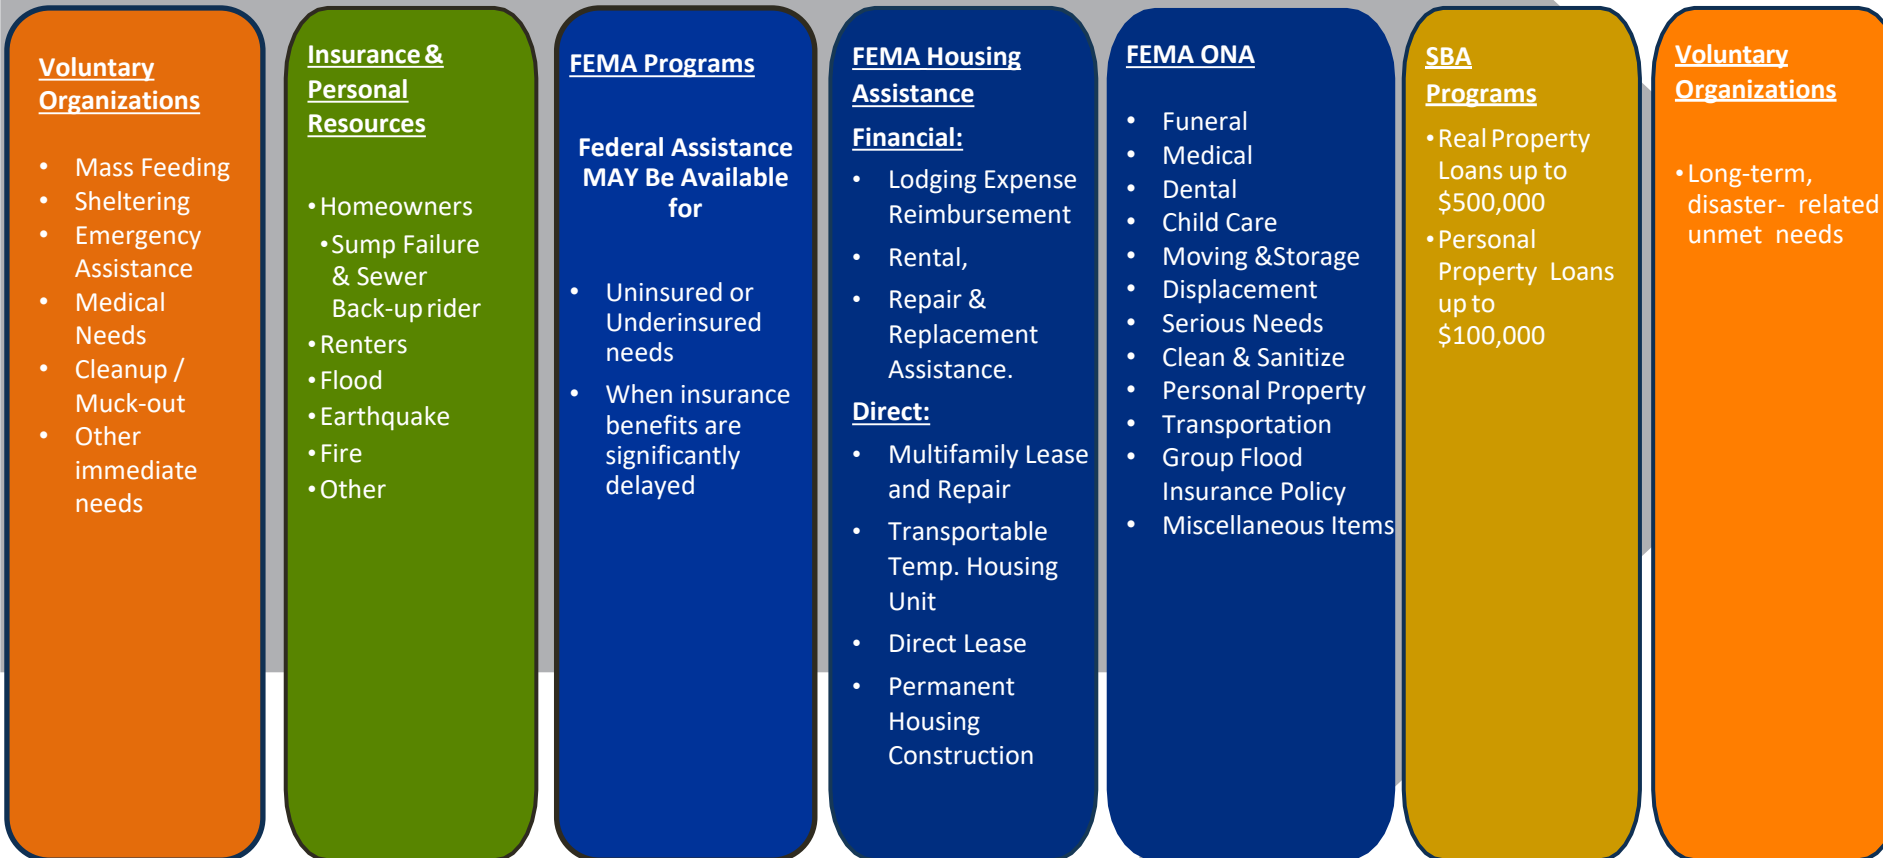 Voluntary
Organizations
• Mass Feeding
• Sheltering
• Emergency
Assistance
• Medical
Needs
• Cleanup /
Muck-out
• Other
immediate
needs
Insurance &
Personal
Resources
• Homeowners
• Sump Failure
& Sewer
Back-up rider
• Renters
• Flood
• Earthquake
• Fire
• Other
FEMA Programs
Federal Assistance
MAY Be Available
for
• Uninsured or
Underinsured
needs
• When insurance
benefits are
significantly
delayed
FEMA Housing
Assistance
Financial:
• Lodging Expense
Reimbursement
• Rental,
• Repair &
Replacement
Assistance.
Direct:
• Multifamily Lease
and Repair
• Transportable
Temp. Housing
Unit
• Direct Lease
• Permanent
Housing
Construction
FEMA ONA
• Funeral
• Medical
• Dental
• Child Care
• Moving &Storage
• Displacement
• Serious Needs
• Clean & Sanitize
• Personal Property
• Transportation
• Group Flood
Insurance Policy
• Miscellaneous Items
SBA
Programs
• Real Property
Loans up to
$500,000
• Personal
Property Loans
up to
$100,000
Voluntary
Organizations
• Long-term,
disaster- related
unmet needs